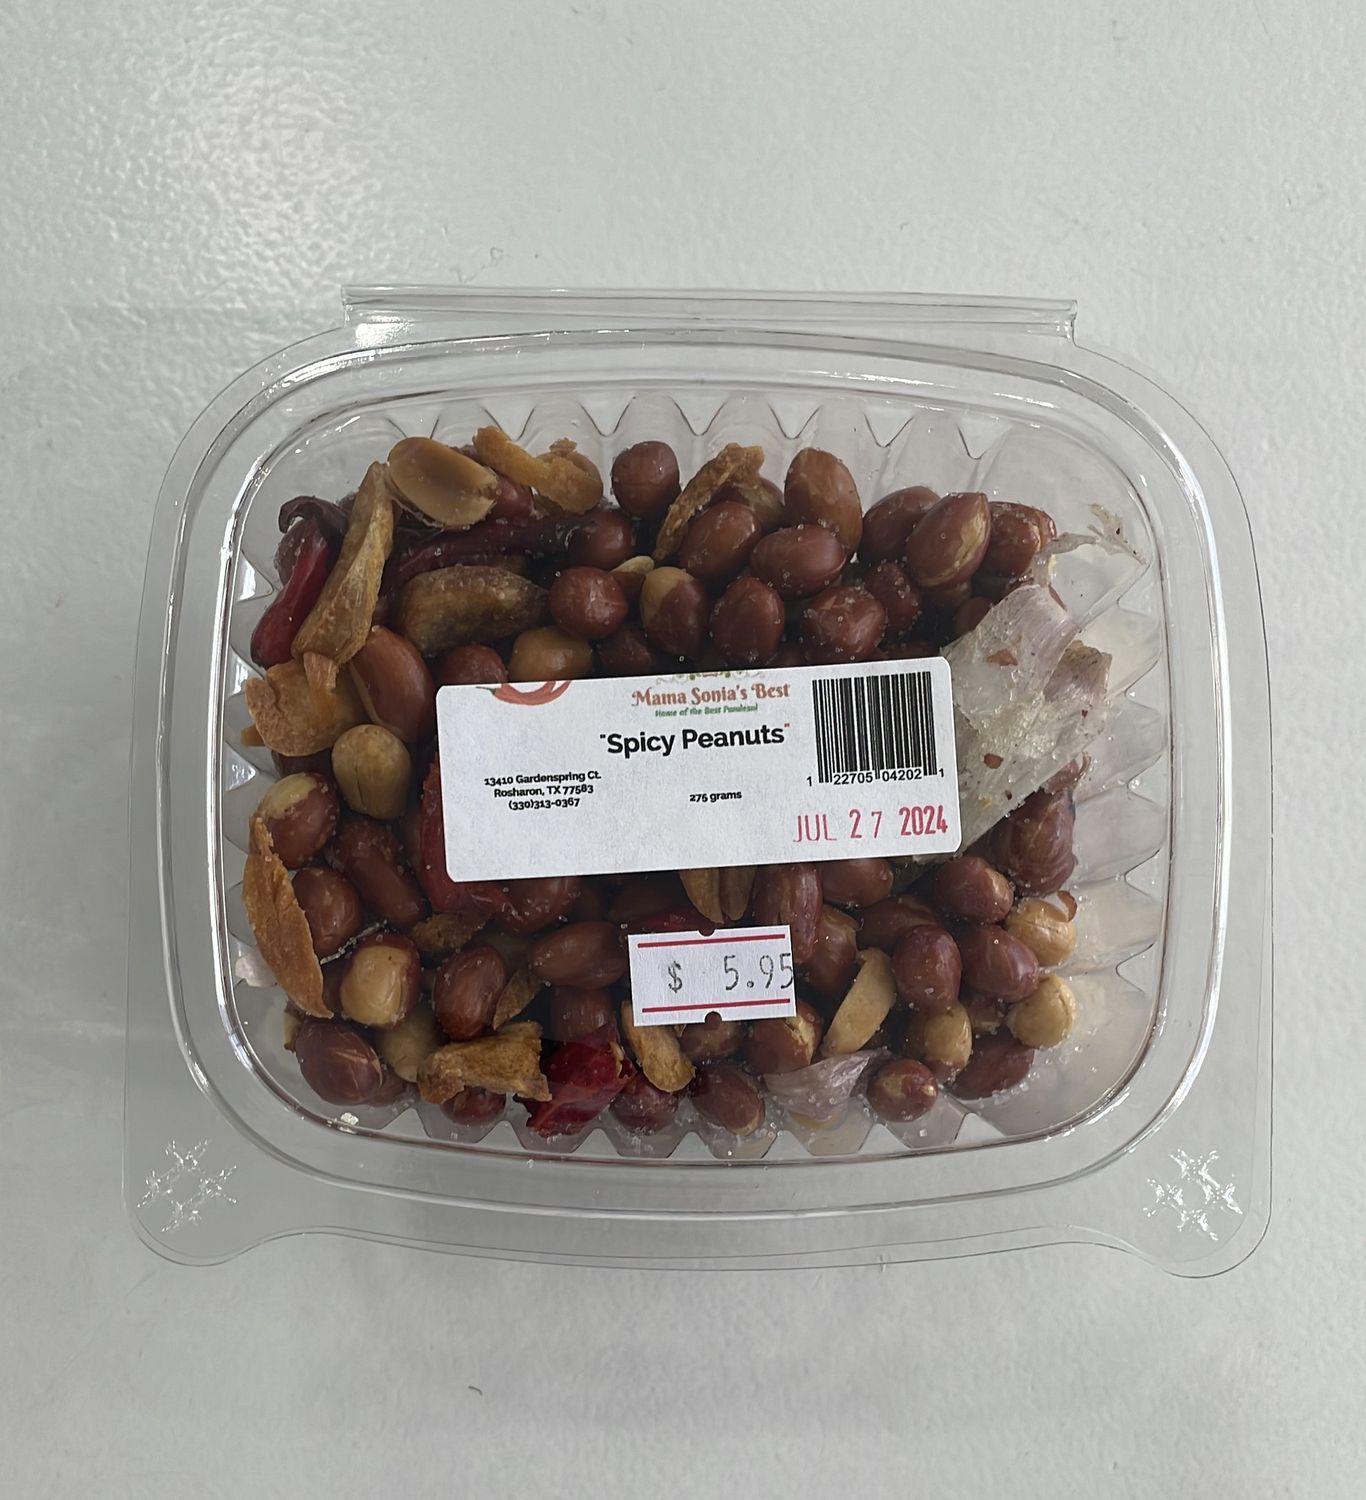 Mama Sonia's Best
Home of the Best Pandesal
"Spicy Peanuts"
13410 Gardenspring Ct.
Rosharon, TX 77583
(330)313-0367
275 grams
1 22705 04202 1
JUL 27 2024
$ 5.95